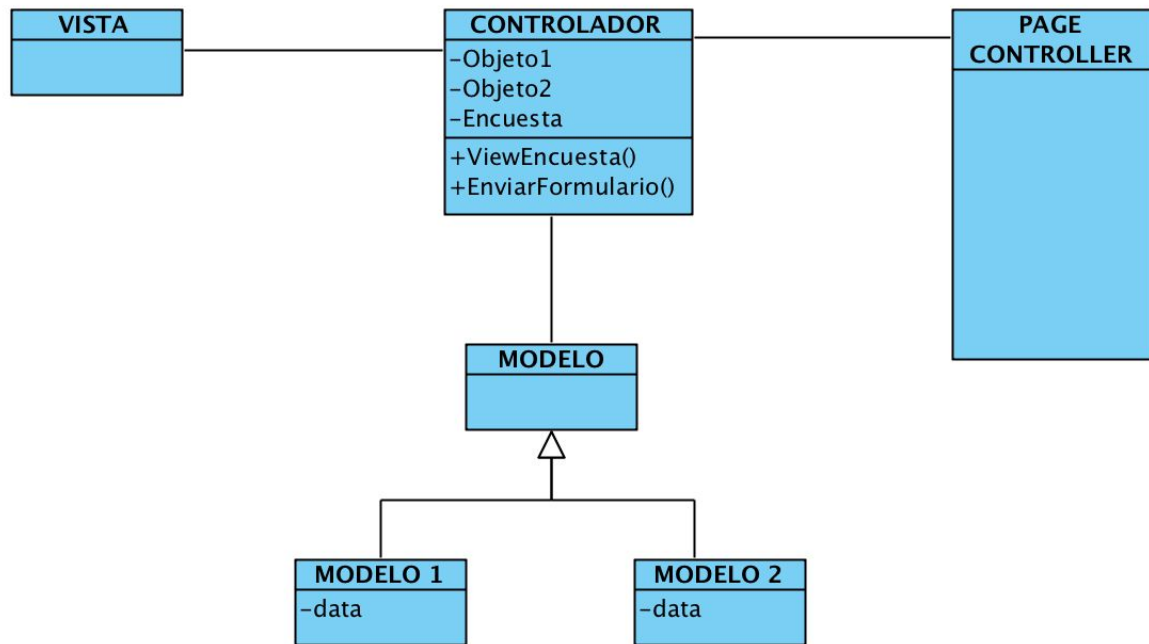 VISTA
CONTROLADOR
-Objeto1
-Objeto2
-Encuesta
+ViewEncuesta()
+EnviarFormulario()
PAGE
CONTROLLER
MODELO
MODELO 1
-data
MODELO 2
-data